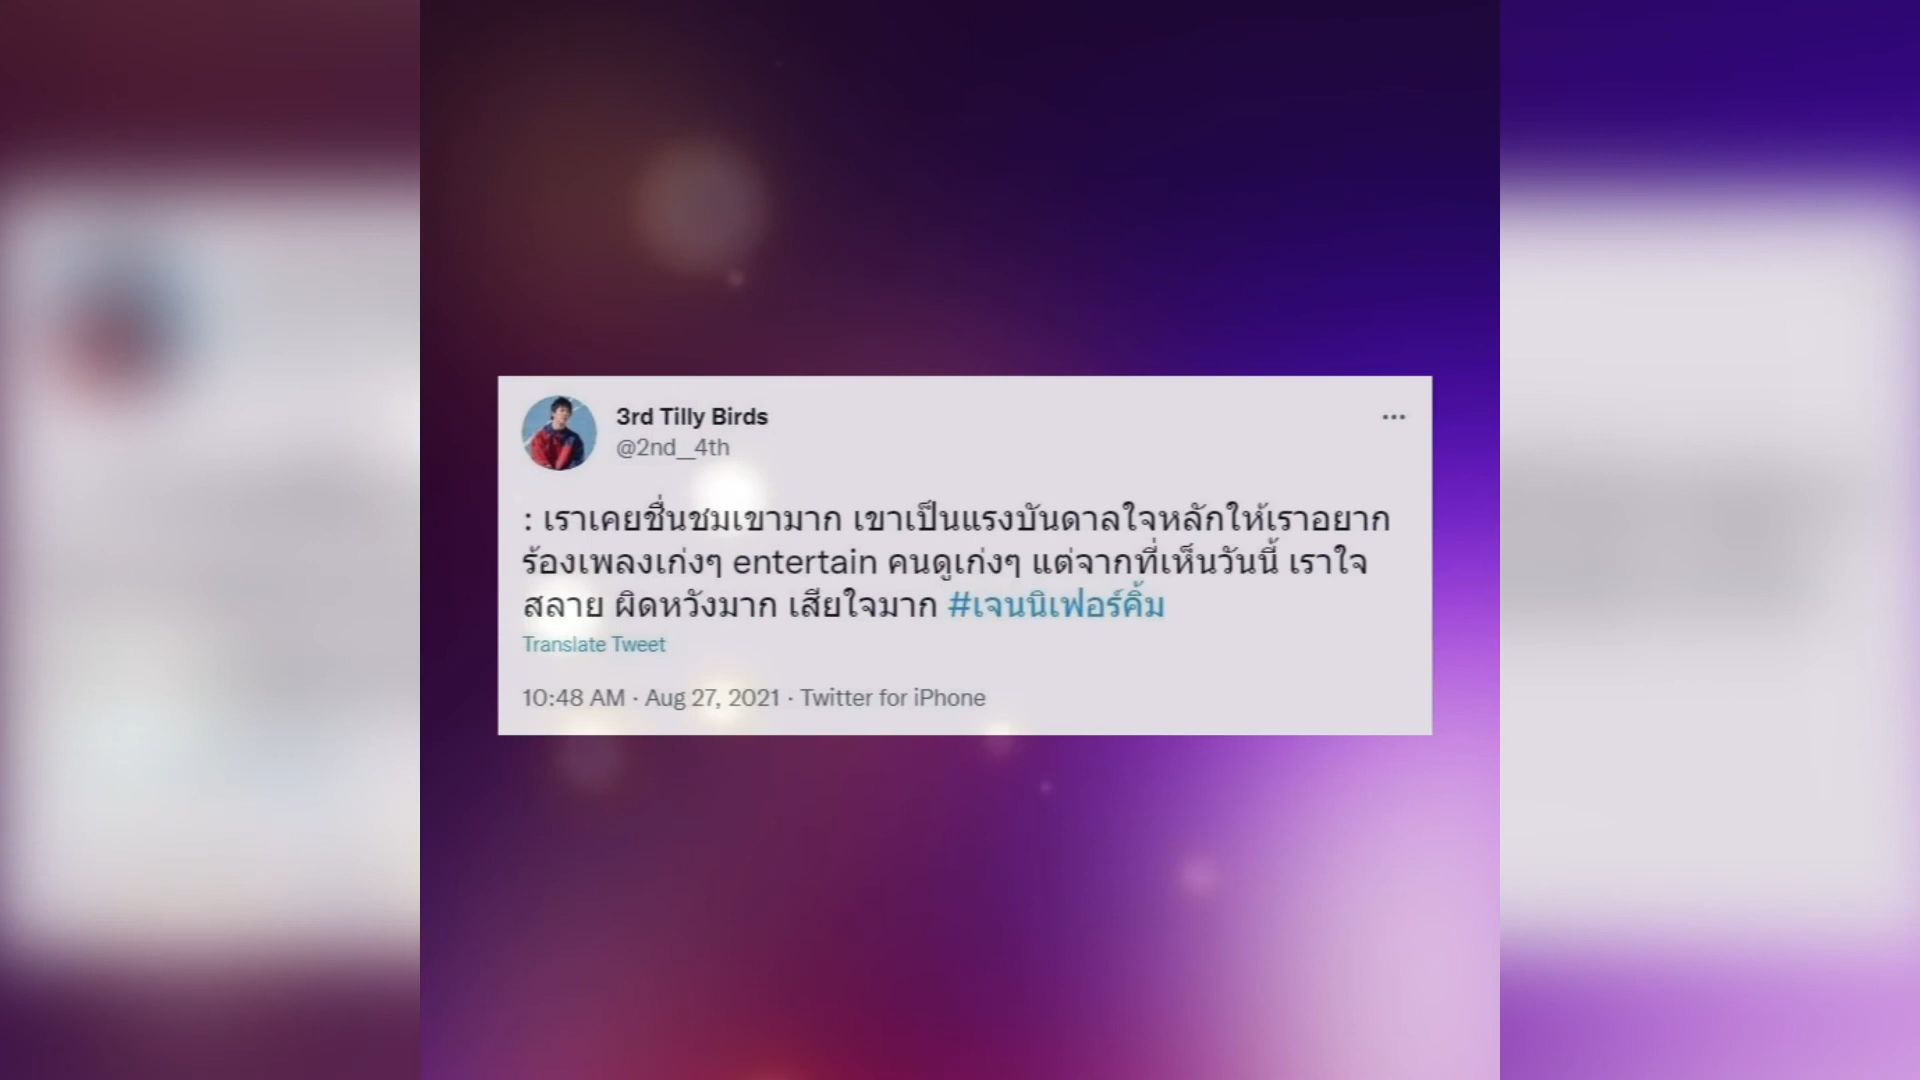 3rd Tilly Birds
@2nd__4th
: เราเคยชื่นชมเขามาก เขาเป็นแรงบันดาลใจหลักให้เราอยาก
ร้องเพลงเก่งๆ entertain คนดูเก่งๆ แต่จากที่เห็นวันนี้ เราใจ
สลาย ผิดหวังมาก เสียใจมาก #เจนนิเฟอร์คิ้ม
Translate Tweet
10:48 AM · Aug 27, 2021 · Twitter for iPhone